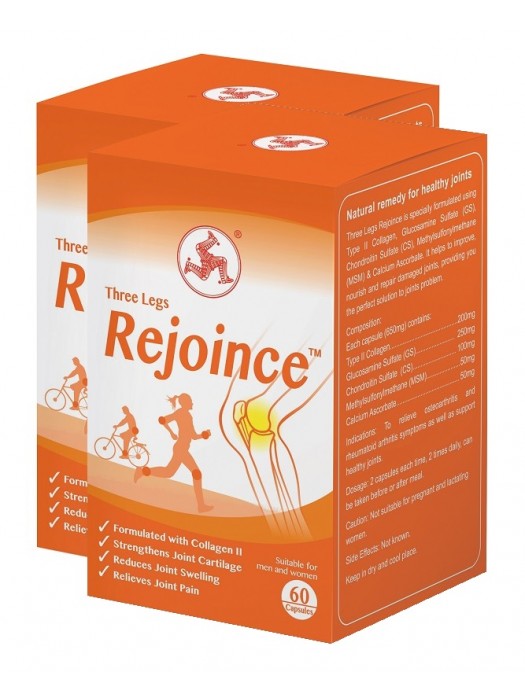 Three
R
Form
Stren
Redu
Relie
®
Three Legs
Rejoince™
Formulated with Collagen II
Strengthens Joint Cartilage
Reduces Joint Swelling
Relieves Joint Pain
Suitable for
men and women
60
Capsules
Natural remedy for healthy joints
Three Legs Rejoince is specially formulated using
Type II Collagen, Glucosamine Sulfate (GS),
Chondroitin Sulfate (CS), Methylsulfonylmethane
(MSM) & Calcium Ascorbate. It helps to improve,
nourish and repair damaged joints, providing you
the perfect solution to joints problem.
Composition:
Each capsule (650mg) contains:
Type II Collagen 200mg
Glucosamine Sulfate (GS) 250mg
Chondroitin Sulfate (CS) 100mg
Methylsulfonylmethane (MSM) 50mg
Calcium Ascorbate 50mg
Indications: To relieve osteoarthritis and
rheumatoid arthritis symptoms as well as support
healthy joints.
Dosage: 2 capsules each time, 2 times daily, can
be taken before or after meal.
Caution: Not suitable for pregnant and lactating
women.
Side Effects: Not known.
Keep in dry and cool place.